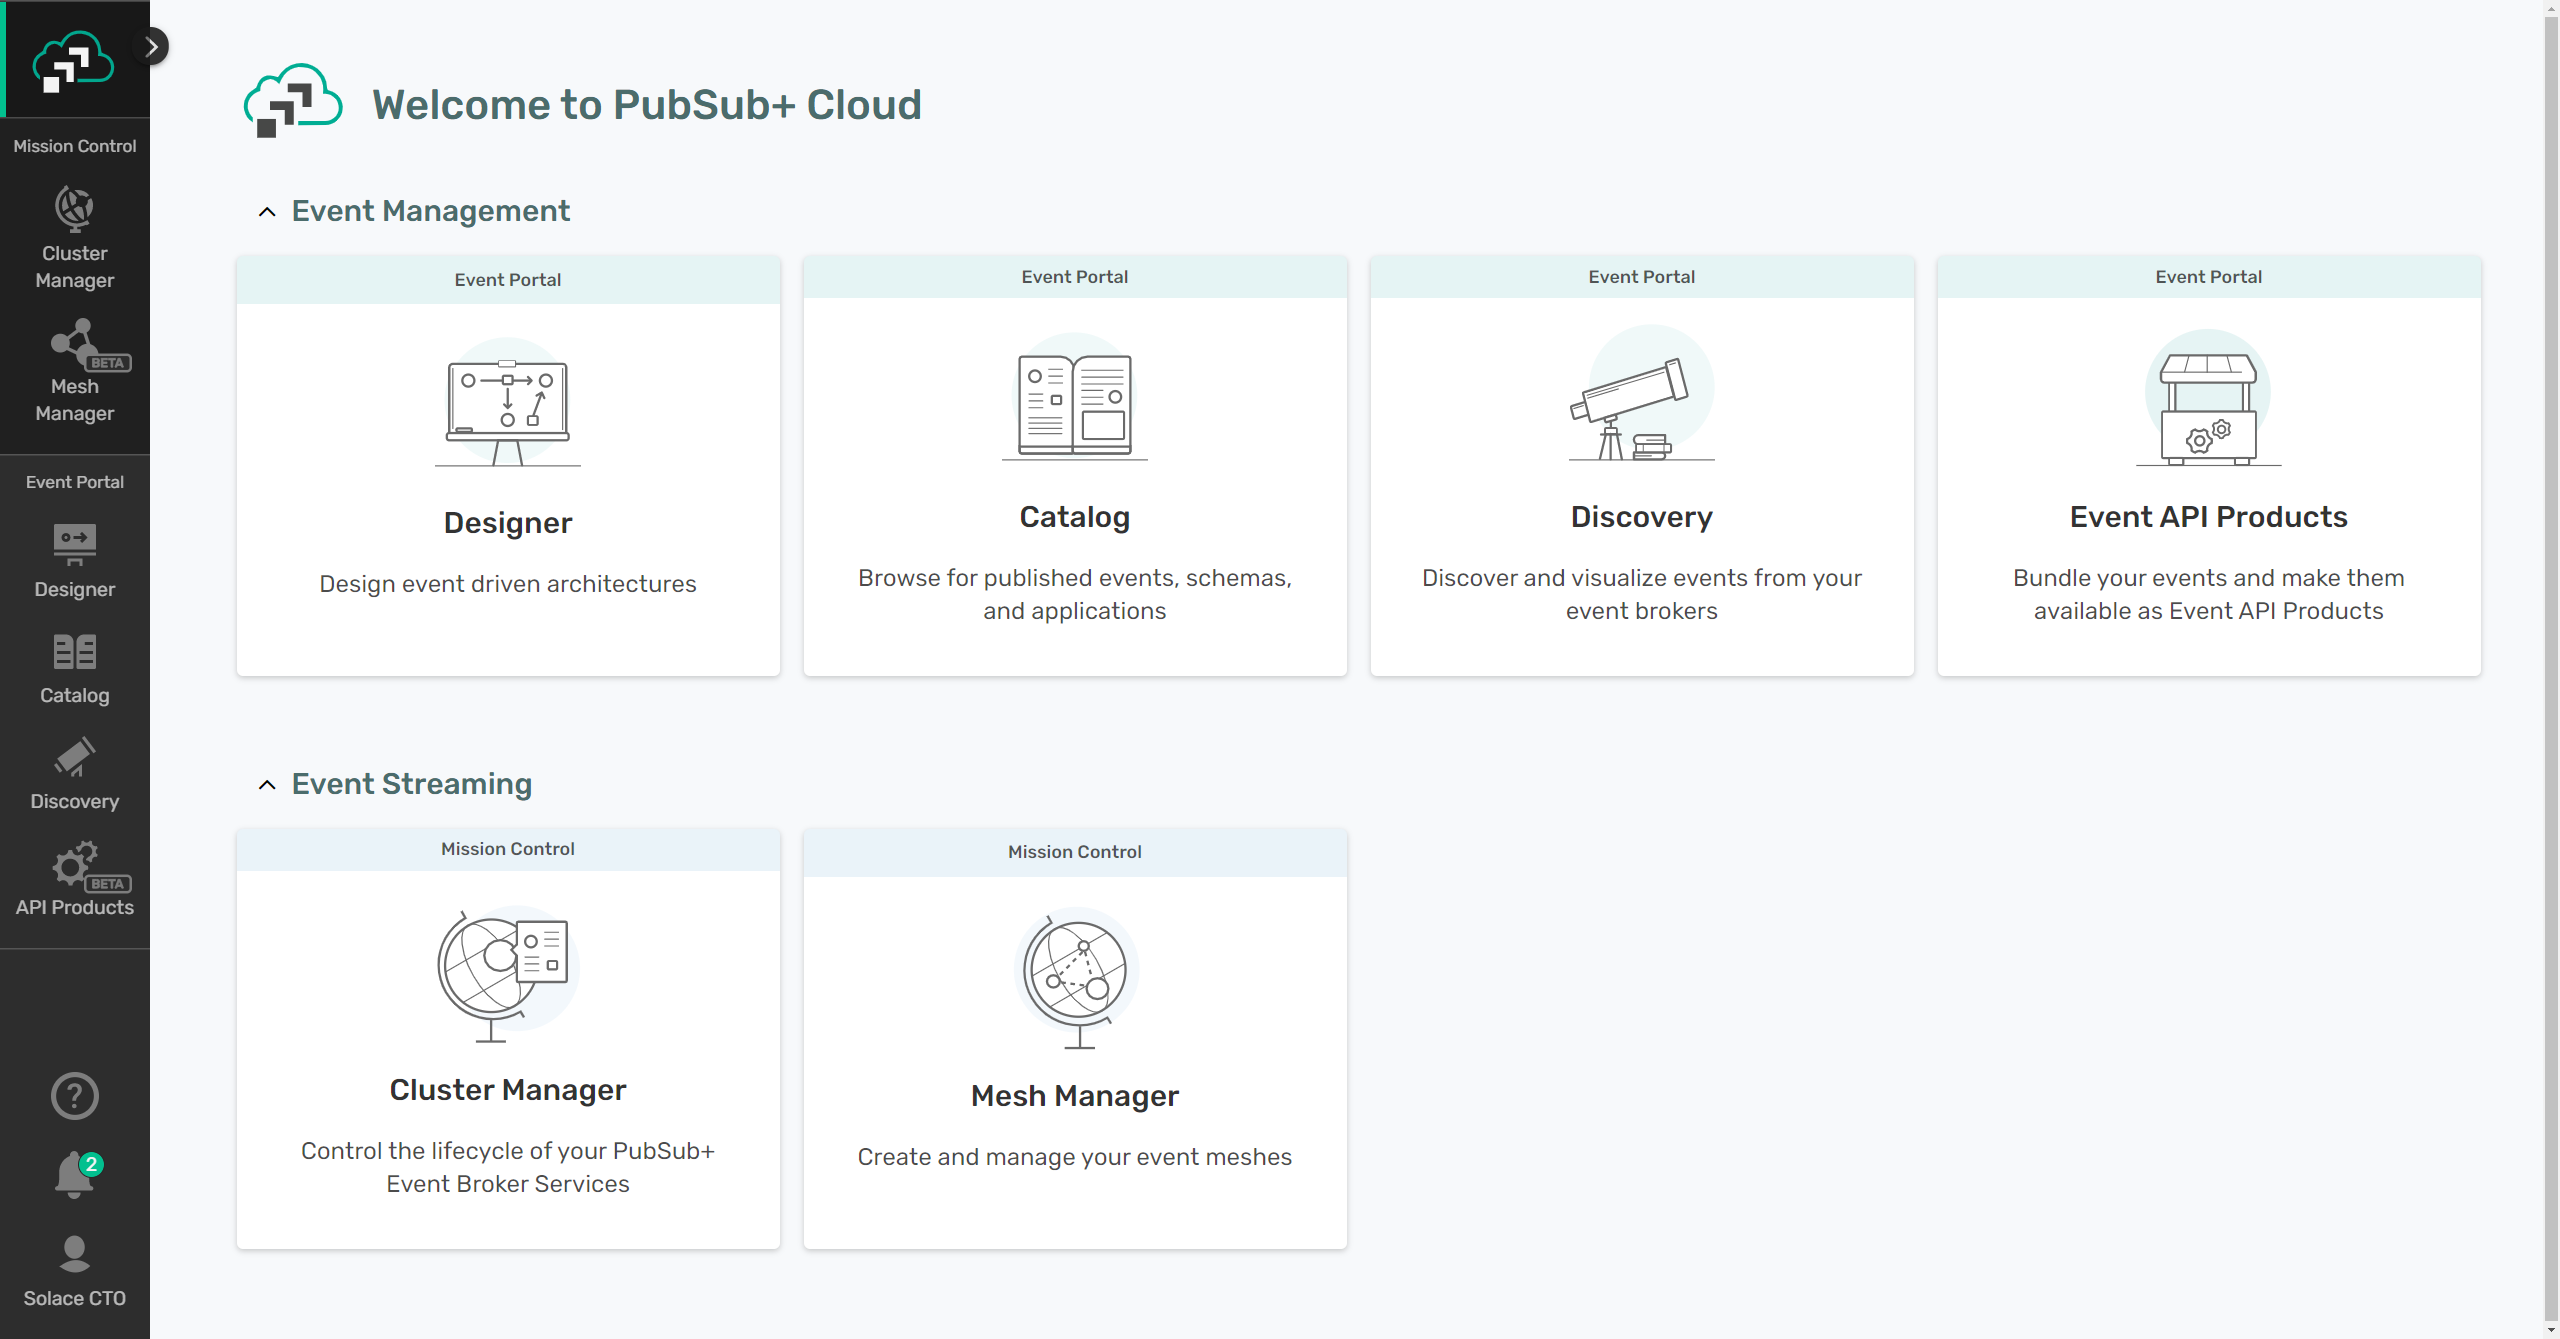 Mission Control
Cluster
Manager
BETA
Mesh
Manager
Event Portal
Designer
Catalog
Discovery
BETA
API Products
?
2
Solace CTO
Welcome to PubSub+ Cloud
Event Management
Event Portal
Designer
Design event driven architectures
Event Portal
Catalog
Browse for published events, schemas,
and applications
Event Portal
Discovery
Discover and visualize events from your
event brokers
Event Portal
Event API Products
Bundle your events and make them
available as Event API Products
Event Streaming
Mission Control
Cluster Manager
Control the lifecycle of your PubSub+
Event Broker Services
Mission Control
Mesh Manager
Create and manage your event meshes